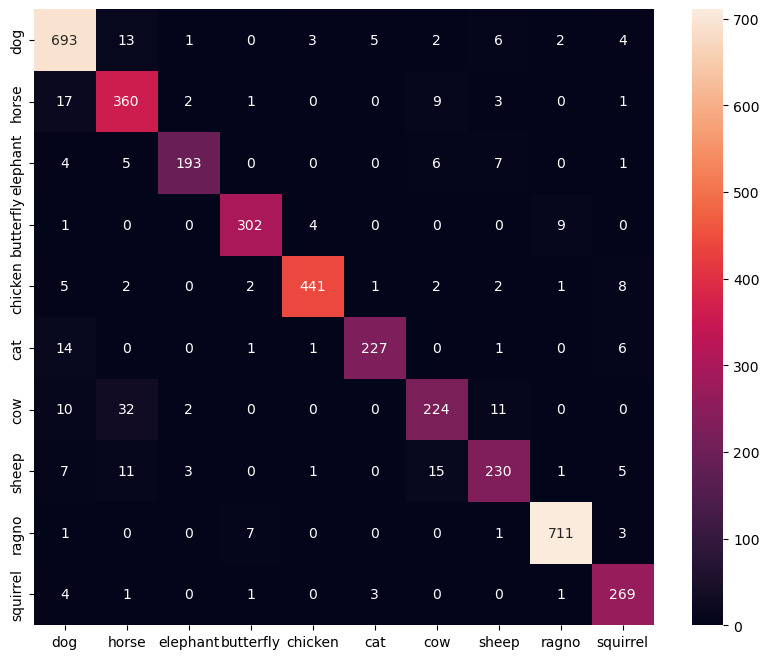 dog 693 13 1 0 3 5 2 6 2 4
horse 17 360 2 1 0 0 9 3 0 1
elephant 4 5 193 0 0 0 6 7 0 1
butterfly 1 0 0 302 4 0 0 0 9 0
chicken 5 2 0 2 441 1 2 2 1 8
cat 14 0 0 1 1 227 0 1 0 6
cow 10 32 2 0 0 0 224 11 0 0
sheep 7 11 3 0 1 0 15 230 1 5
ragno 1 0 0 7 0 0 0 1 711 3
squirrel 4 1 0 1 0 3 0 0 1 269
dog horse elephant butterfly chicken cat cow sheep ragno squirrel
700
600
500
400
300
200
100
0